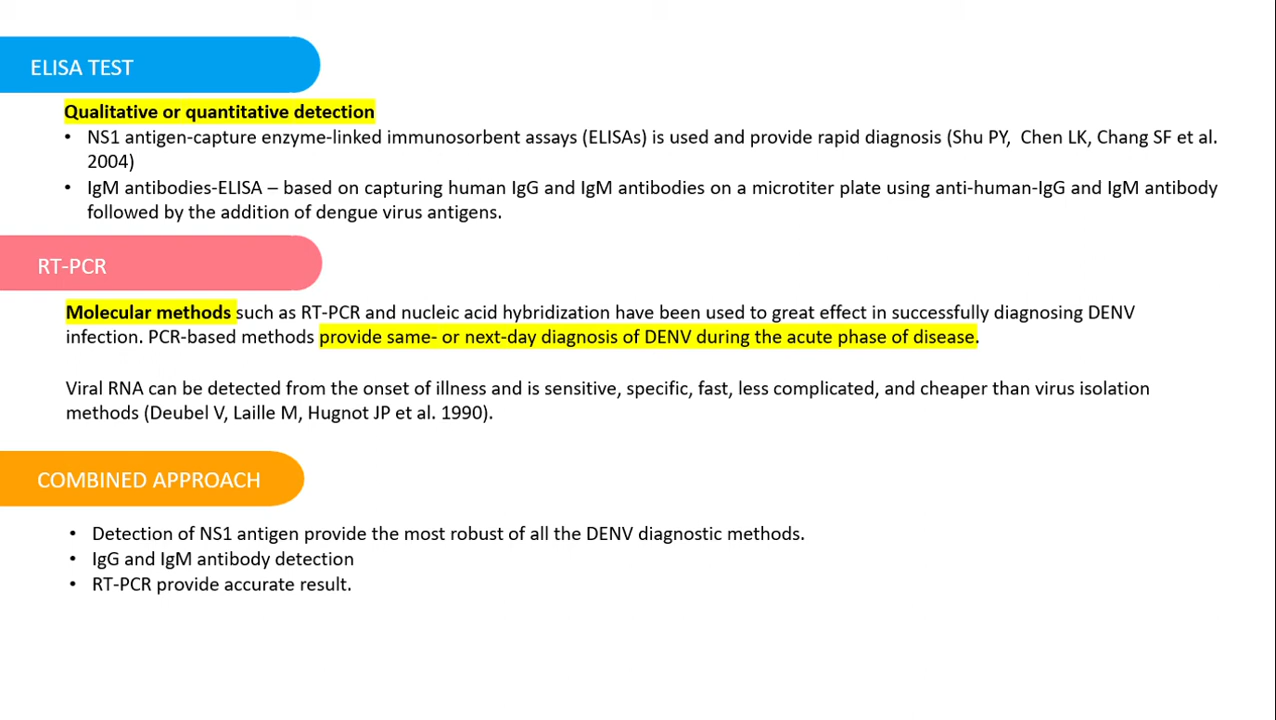 ELISA TEST
Qualitative or quantitative detection
• NS1 antigen-capture enzyme-linked immunosorbent assays (ELISAs) is used and provide rapid diagnosis (Shu PY,  Chen LK, Chang SF et al.
2004)
• IgM antibodies-ELISA – based on capturing human IgG and IgM antibodies on a microtiter plate using anti-human-IgG and IgM antibody
followed by the addition of dengue virus antigens.
RT-PCR
Molecular methods such as RT-PCR and nucleic acid hybridization have been used to great effect in successfully diagnosing DENV
infection. PCR-based methods provide same- or next-day diagnosis of DENV during the acute phase of disease.
Viral RNA can be detected from the onset of illness and is sensitive, specific, fast, less complicated, and cheaper than virus isolation
methods (Deubel V, Laille M, Hugnot JP et al. 1990).
COMBINED APPROACH
• Detection of NS1 antigen provide the most robust of all the DENV diagnostic methods.
• IgG and IgM antibody detection
• RT-PCR provide accurate result.